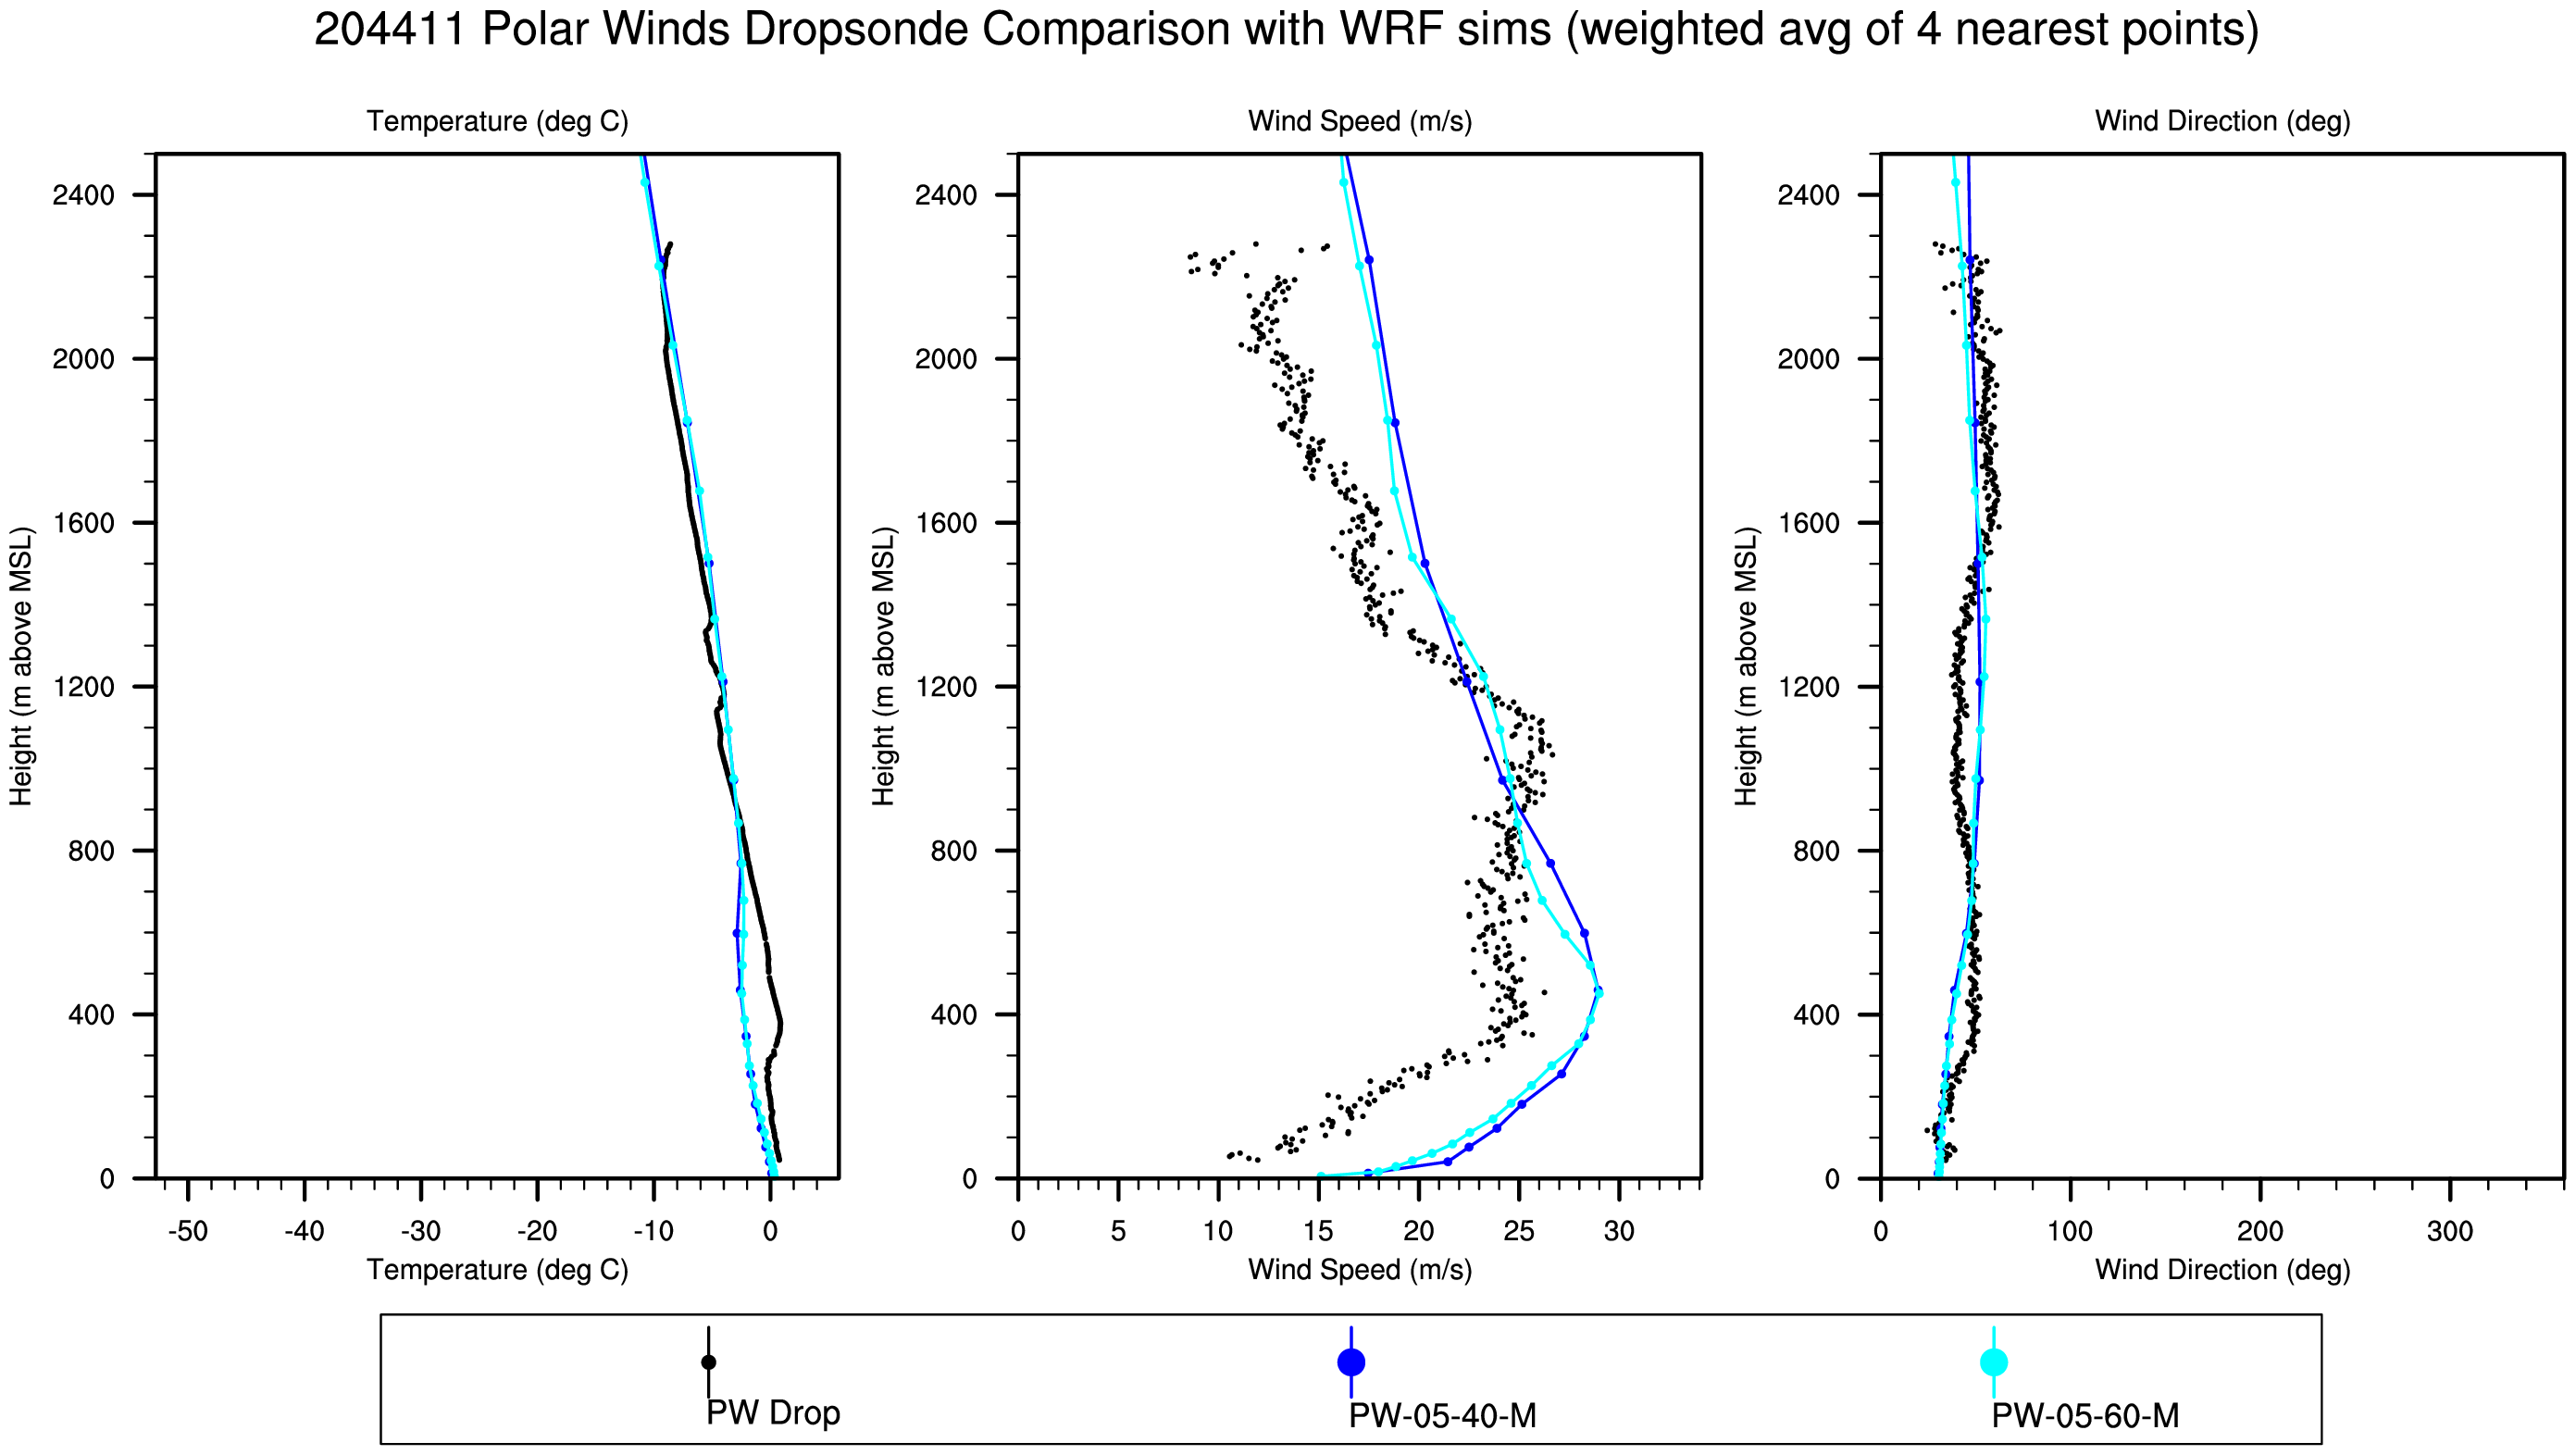 204411 Polar Winds Dropsonde Comparison with WRF sims (weighted avg of 4 nearest points)
Temperature (deg C)
Wind Speed (m/s)
Wind Direction (deg)
Height (m above MSL)
2400
2000
1600
1200
800
400
0
-50 -40 -30 -20 -10 0
Temperature (deg C)
Height (m above MSL)
2400
2000
1600
1200
800
400
0
0 5 10 15 20 25 30
Wind Speed (m/s)
Height (m above MSL)
2400
2000
1600
1200
800
400
0
0 100 200 300
Wind Direction (deg)
PW Drop
PW-05-40-M
PW-05-60-M